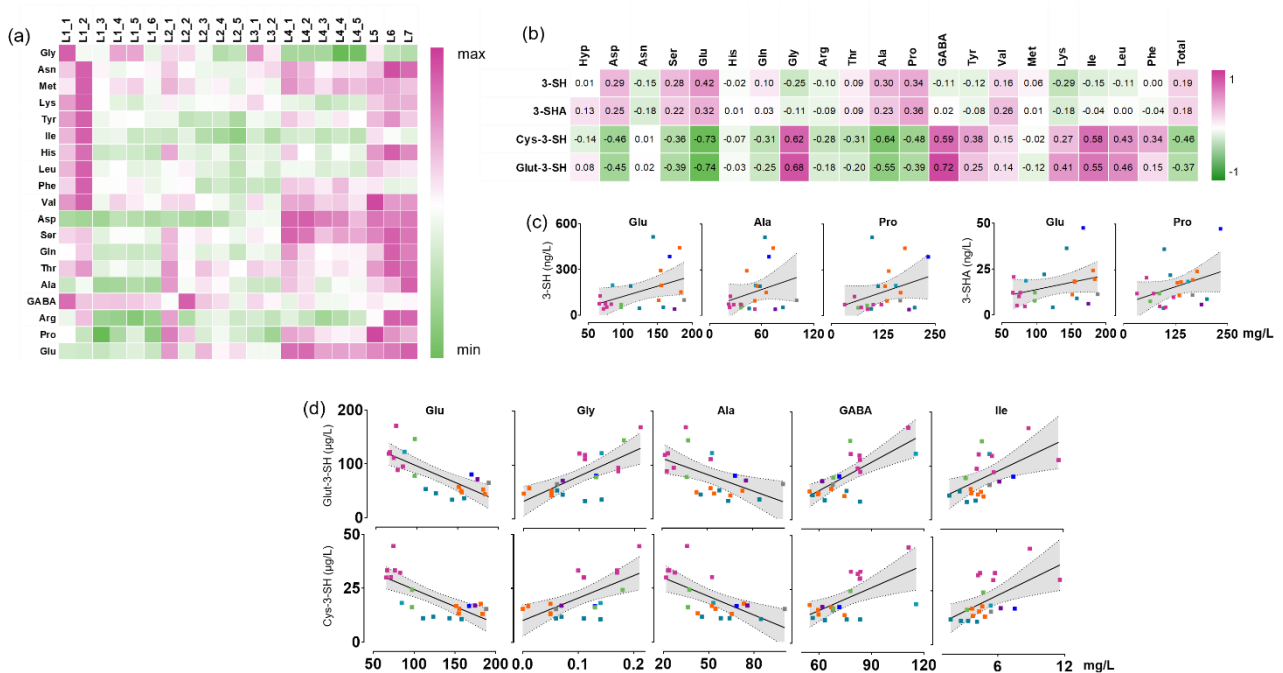 (a)
L1_1 L1_2 L1_3 L1_4 L1_5 L1_6 L2_1 L2_2 L2_3 L2_4 L2_5 L3_1 L3_2 L4_1 L4_2 L4_3 L4_4 L4_5 L5 L6 L7
Gly
Asn
Met
Lys
Tyr
Ile
His
Leu
Phe
Val
Asp
Ser
Gln
Thr
Ala
GABA
Arg
Pro
Glu
max
min
(b)
Hyp Asp Asn Ser Glu His Gln Gly Arg Thr Ala Pro GABA Tyr Val Met Lys Ile Leu Phe Total
3-SH 0.01 0.29 -0.15 0.28 0.42 -0.02 0.10 -0.25 -0.10 0.09 0.30 0.34 -0.11 -0.12 0.16 0.06 -0.29 -0.15 -0.11 0.00 0.19
3-SHA 0.13 0.25 -0.18 0.22 0.32 0.01 0.03 -0.11 -0.11 0.09 0.23 0.36 0.02 -0.08 0.26 0.01 -0.18 -0.04 0.00 -0.04 0.18
Cys-3-SH -0.14 -0.46 0.01 -0.36 -0.73 -0.07 -0.31 0.62 -0.28 -0.31 -0.64 -0.48 0.59 0.38 0.15 -0.02 0.27 0.58 0.43 0.34 -0.46
Glut-3-SH 0.08 -0.45 0.02 -0.39 -0.74 -0.03 -0.25 0.68 -0.18 -0.20 -0.55 -0.39 0.72 0.25 0.14 -0.12 0.41 0.55 0.46 0.15 -0.37
1
-1
(c)
Glu Ala Pro Glu Pro
3-SH (ng/L)
600
300
0
50 100 150 200
0 60 120
0 150 250
3-SHA (ng/L)
50
25
0
50 100 150 200
0 150 250 mg/L
(d)
Glu Gly Ala GABA Ile
Glut-3-SH (µg/L)
200
100
0
Cys-3-SH (µg/L)
50
25
0
50 100 150 200
0.0 0.1 0.2
20 50 80
60 90 120
6 12 mg/L